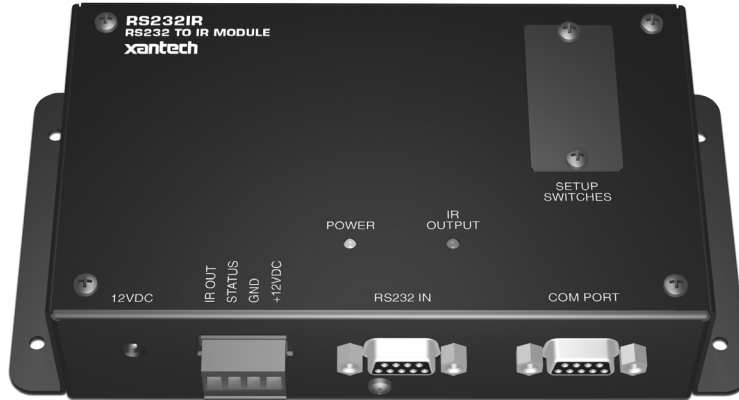 RS232IR
RS232 TO IR MODULE
xantech
SETUP
SWITCHES
POWER
IR
OUTPUT
12VDC
IR OUT
STATUS
GND
+12VDC
RS232 IN
COM PORT